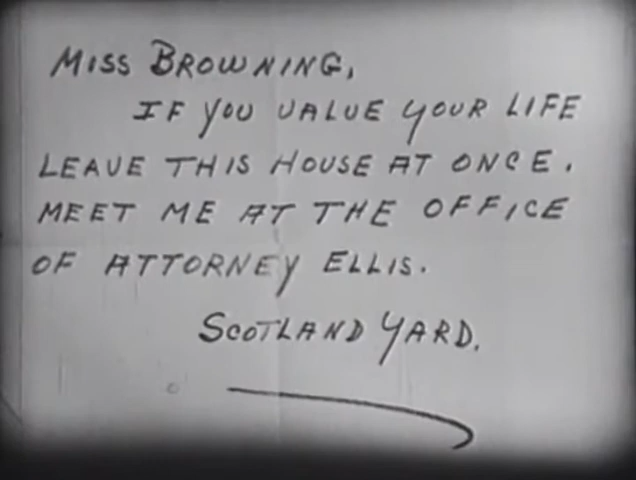 Miss Browning,
If you value your life
leave this house at once.
Meet me at the office
of Attorney Ellis.
Scotland Yard.